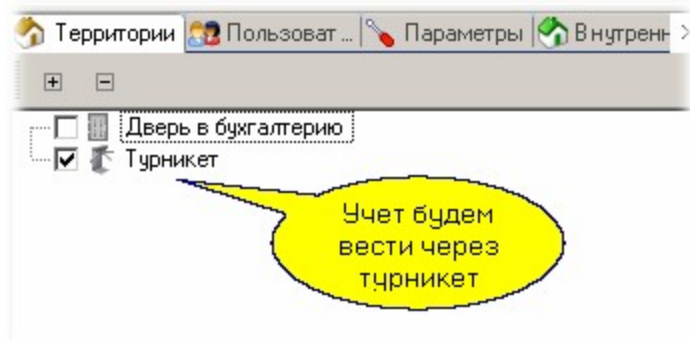 Территории Пользоват ... Параметры Внутренн
Дверь в бухгалтерию
Турникет
Учет будем
вести через
турникет